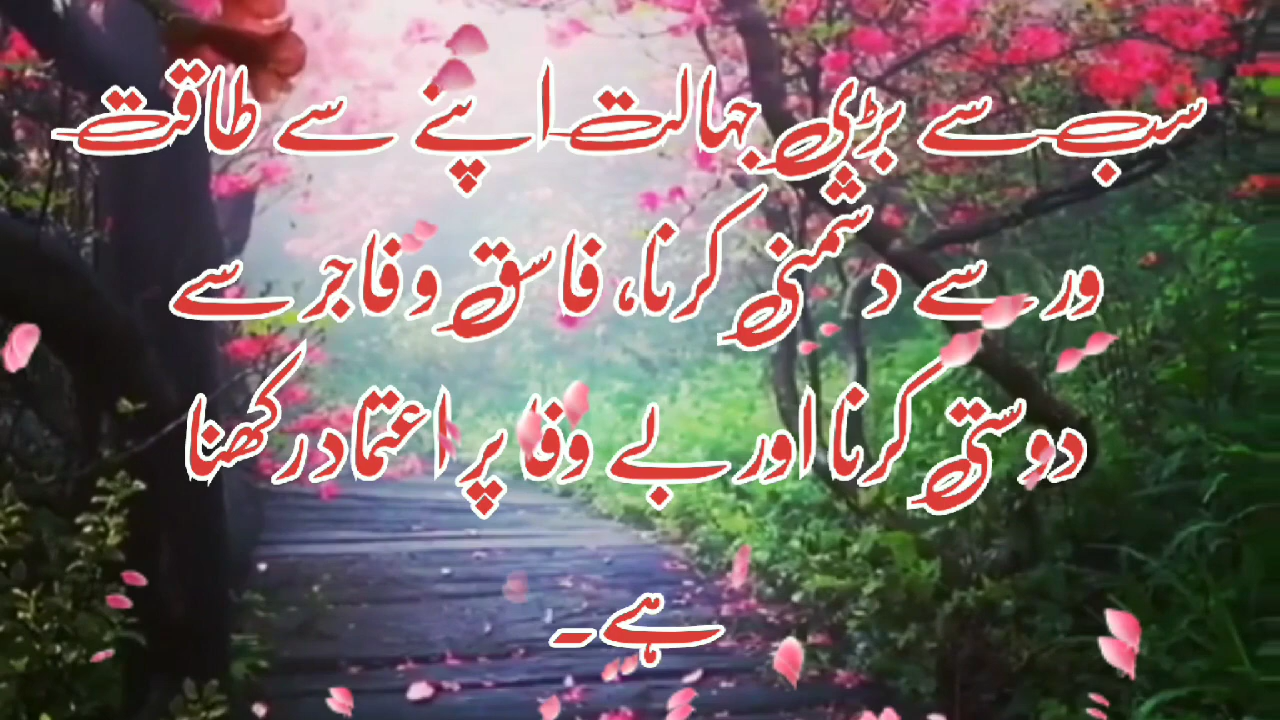 سب سے بڑی جہالت اپنے سے طاقت
ور سے دشمنی کرنا، فاسق و فاجر سے
دوستی کرنا اور بے وفا پر اعتماد رکھنا
ہے۔